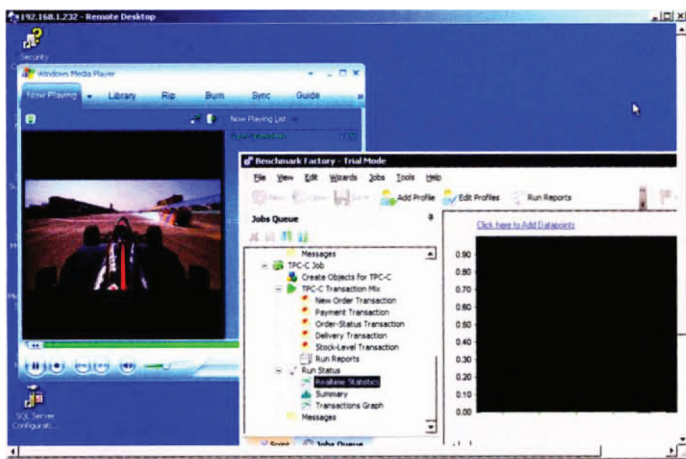 192.168.1.232 - Remote Desktop
Security
Windows Media Player
Now Playing
Library
Rip
Burn
Sync
Guide
»
Now Playing List
Benchmark Factory - Trial Mode
File View Edit Wizards Jobs Tools Help
Add Profile
Edit Profiles
Run Reports
Jobs Queue
Click here to Add Datapoints
Messages
TPC-C Job
Create Objects for TPC-C
TPC-C Transaction Mix
New Order Transaction
Payment Transaction
Order-Status Transaction
Delivery Transaction
Stock-Level Transaction
Run Reports
Run Status
Realtime Statistics
Summary
Transactions Graph
Messages
0.90
0.80
0.70
0.60
0.50
0.40
0.30
0.20
0.10
0.00
Script
Jobs Queue
SQL Server
Configurati...